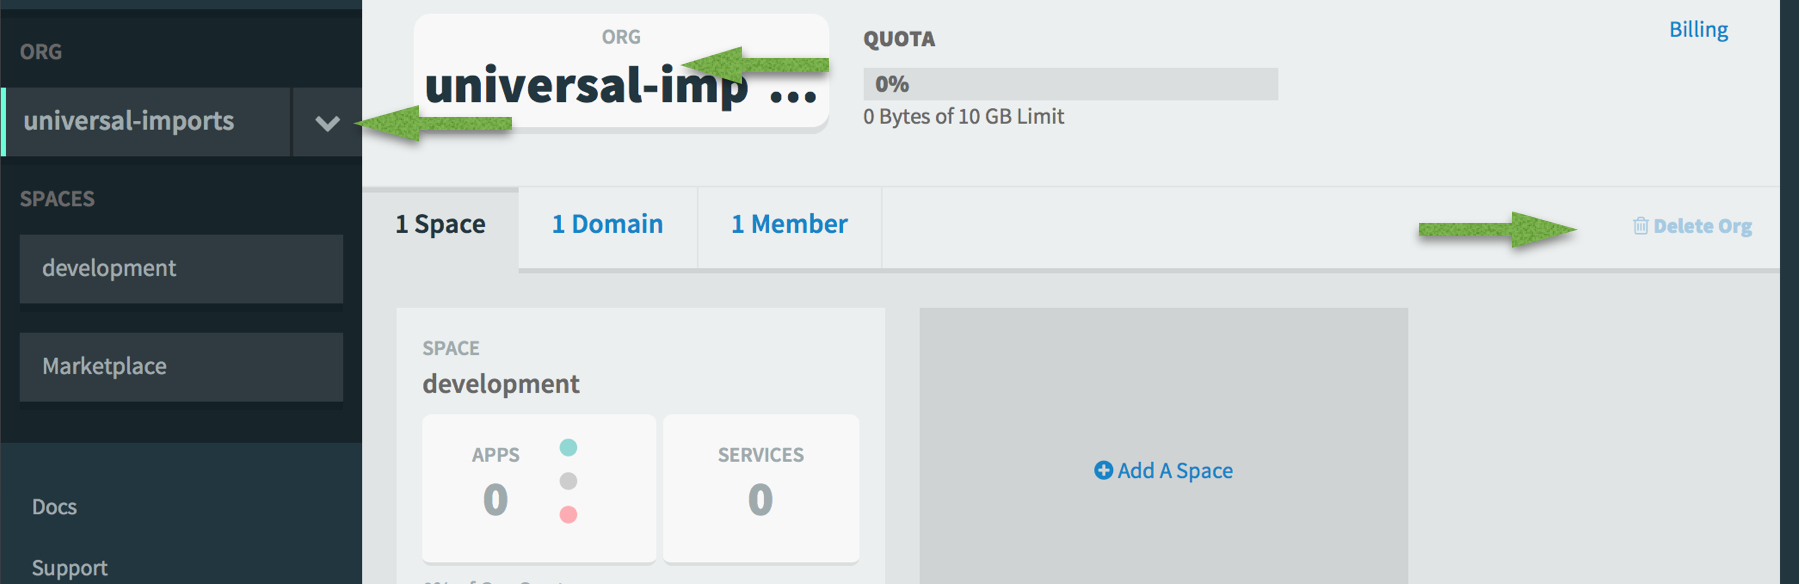 ORG
universal-imports
SPACES
development
Marketplace
Docs
Support
ORG
universal-imp ...
QUOTA
0%
0 Bytes of 10 GB Limit
Billing
1 Space
1 Domain
1 Member
Delete Org
SPACE
development
APPS
0
SERVICES
0
Add A Space